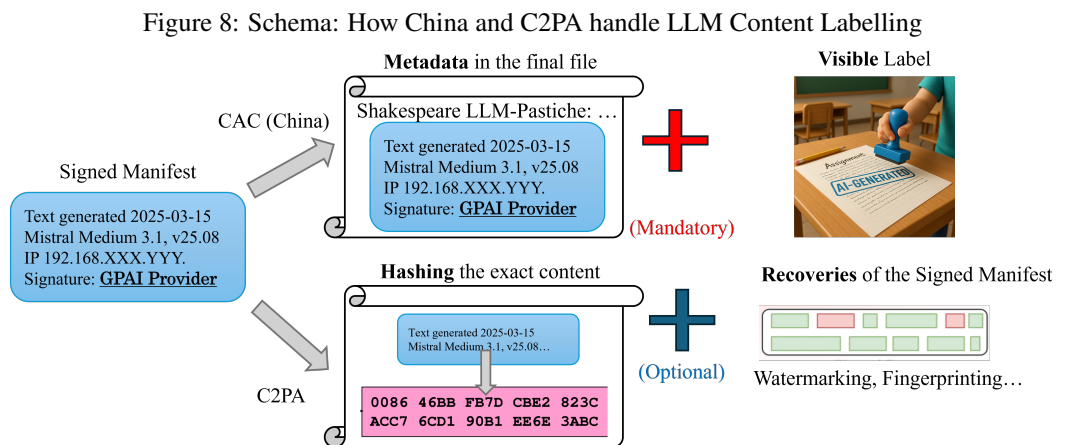 Figure 8: Schema: How China and C2PA handle LLM Content Labelling
Metadata in the final file
Visible Label
CAC (China)
Shakespeare LLM-Pastiche: …
Text generated 2025-03-15
Mistral Medium 3.1, v25.08
IP 192.168.XXX.YYY.
Signature: GPAI Provider
(Mandatory)
Assignment
AI-GENERATED
Signed Manifest
Text generated 2025-03-15
Mistral Medium 3.1, v25.08
IP 192.168.XXX.YYY.
Signature: GPAI Provider
C2PA
Hashing the exact content
Text generated 2025-03-15
Mistral Medium 3.1, v25.08…
0086 46BB FB7D CBE2 823C
ACC7 6CD1 90B1 EE6E 3ABC
(Optional)
Recoveries of the Signed Manifest
Watermarking, Fingerprinting…